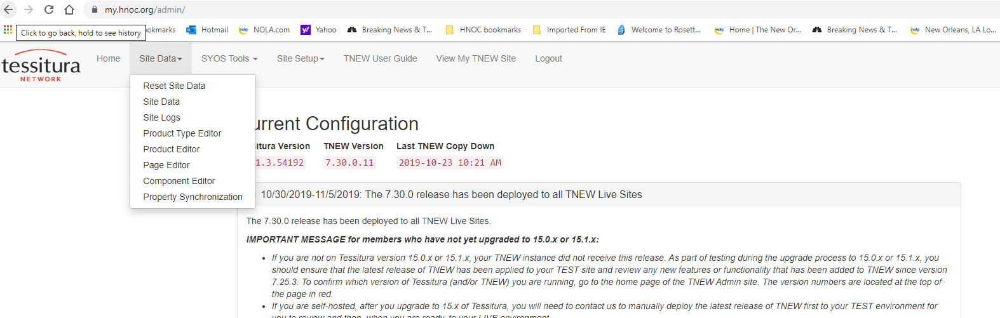 my.hnoc.org/admin/
Click to go back, hold to see history
okmarks
Hotmail
NOLA.com
Yahoo
Breaking News & T...
HNOC bookmarks
Imported From IE
Welcome to Rosett...
Home | The New Or...
Breaking News & T...
New Orleans, LA Lo...
tessitura
NETWORK
Home
Site Data
SYOS Tools
Site Setup
TNEW User Guide
View My TNEW Site
Logout
Reset Site Data
Site Data
Site Logs
Product Type Editor
Product Editor
Page Editor
Component Editor
Property Synchronization
urrent Configuration
itura Version
TNEW Version
Last TNEW Copy Down
1.3.54192
7.30.0.11
2019-10-23 10:21 AM
10/30/2019-11/5/2019: The 7.30.0 release has been deployed to all TNEW Live Sites
The 7.30.0 release has been deployed to all TNEW Live Sites.
IMPORTANT MESSAGE for members who have not yet upgraded to 15.0.x or 15.1.x:
• If you are not on Tessitura version 15.0.x or 15.1.x, your TNEW instance did not receive this release. As part of testing during the upgrade process to 15.0.x or 15.1.x, you
should ensure that the latest release of TNEW has been applied to your TEST site and review any new features or functionality that has been added to TNEW since version
7.25.3. To confirm which version of Tessitura (and/or TNEW) you are running, go to the home page of the TNEW Admin site. The version numbers are located at the top of
the page in red.
• If you are self-hosted, after you upgrade to 15.x of Tessitura, you will need to contact us to manually deploy the latest release of TNEW first to your TEST environment for
you to review and then, when you are ready, to your LIVE environment.